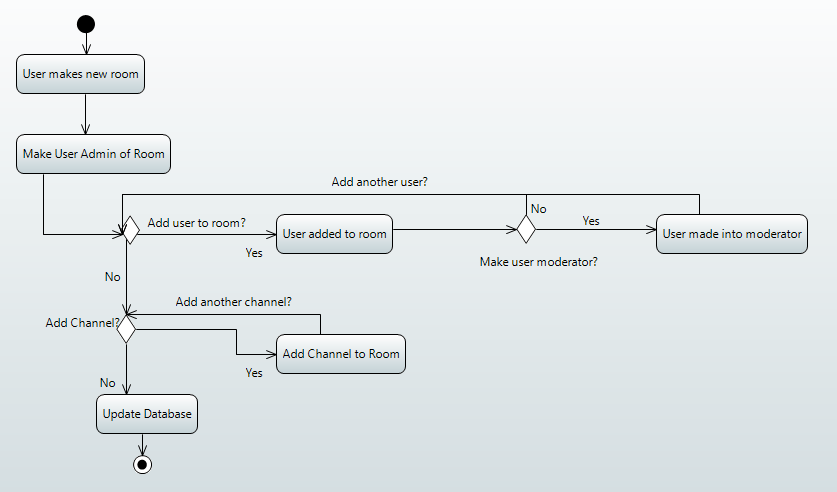 User makes new room
Make User Admin of Room
Add another user?
No
Add user to room?
Yes
User added to room
User made into moderator
Yes
Make user moderator?
No
Add another channel?
Add Channel?
Add Channel to Room
Yes
No
Update Database